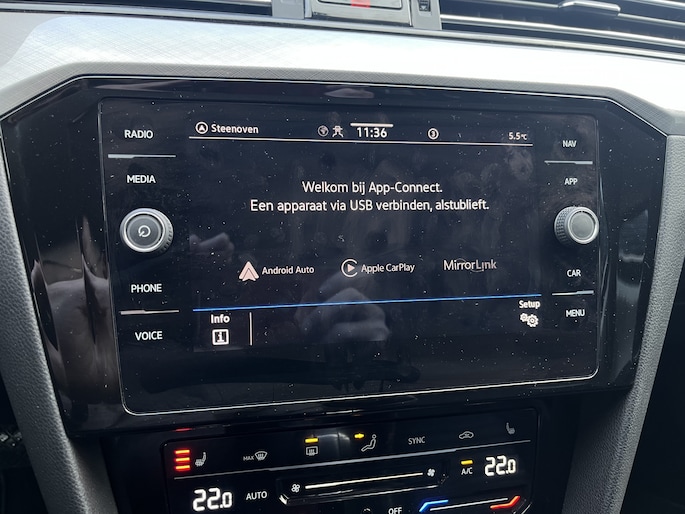 RADIO
MEDIA
PHONE
VOICE
Steenoven 11:36 3 5.5°C
Welkom bij App-Connect.
Een apparaat via USB verbinden, alstublieft.
Android Auto Apple CarPlay MirrorLink
Info Setup
NAV
APP
CAR
MENU
MAX SYNC
22.0 AUTO A/C 22.0
OFF